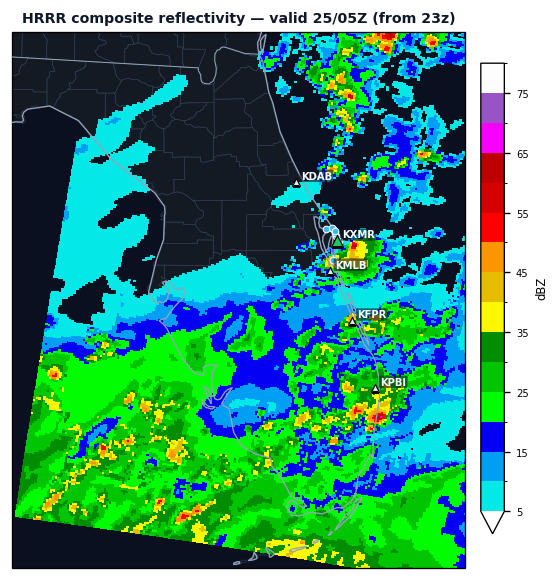 HRRR composite reflectivity — valid 25/05Z (from 23z)
KDAB
KXMR
KMLB
KFPR
KPBI
75
65
55
45
35
25
15
5
dBZ